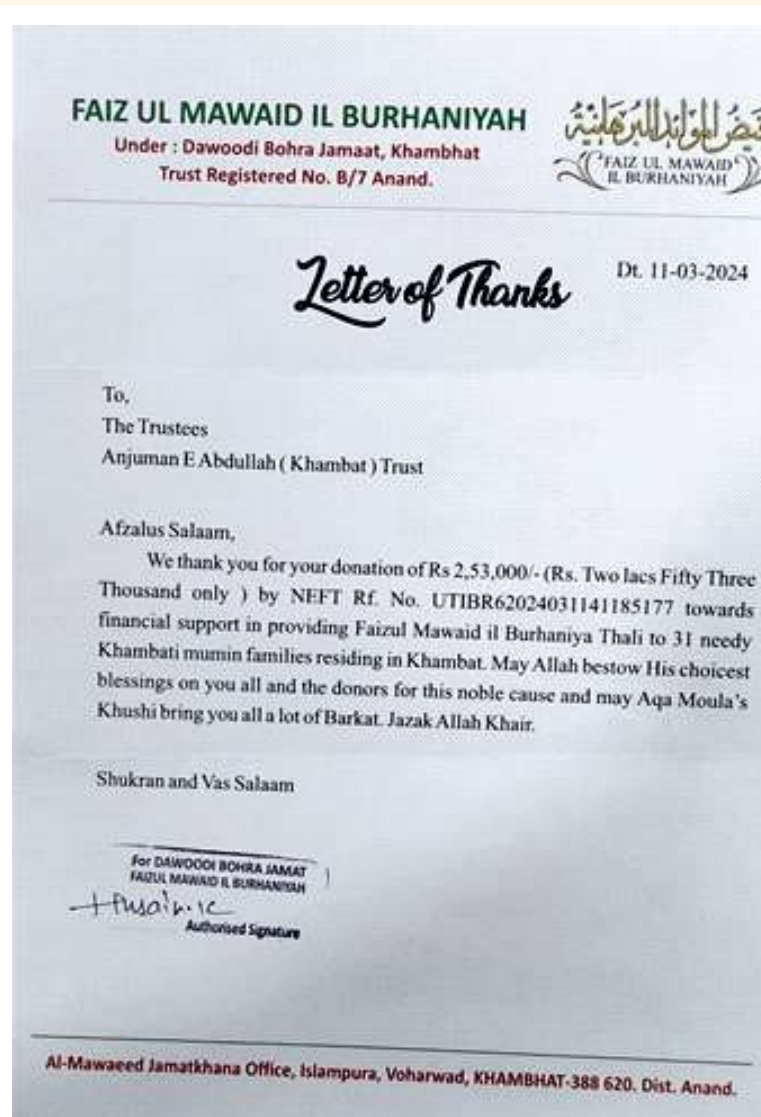 FAIZ UL MAWAID IL BURHANIYAH
Under : Dawoodi Bohra Jamaat, Khambhat
Trust Registered No. B/7 Anand.
فيض الموائد البرهانية
FAIZ UL MAWAID
IL BURHANIYAH
Letter of Thanks
Dt. 11-03-2024
To,
The Trustees
Anjuman E Abdullah ( Khambat ) Trust
Afzalus Salaam,
We thank you for your donation of Rs 2,53,000/- (Rs. Two lacs Fifty Three
Thousand only ) by NEFT Rf. No. UTIBR62024031141185177 towards
financial support in providing Faizul Mawaid il Burhaniya Thali to 31 needy
Khambati mumin families residing in Khambat. May Allah bestow His choicest
blessings on you all and the donors for this noble cause and may Aqa Moula's
Khushi bring you all a lot of Barkat. Jazak Allah Khair.
Shukran and Vas Salaam
For DAWOODI BOHRA JAMAT
FAIZUL MAWAID IL BURHANIYAH
Authorised Signature
Al-Mawaeed Jamatkhana Office, Islampura, Voharwad, KHAMBHAT-388 620. Dist. Anand.